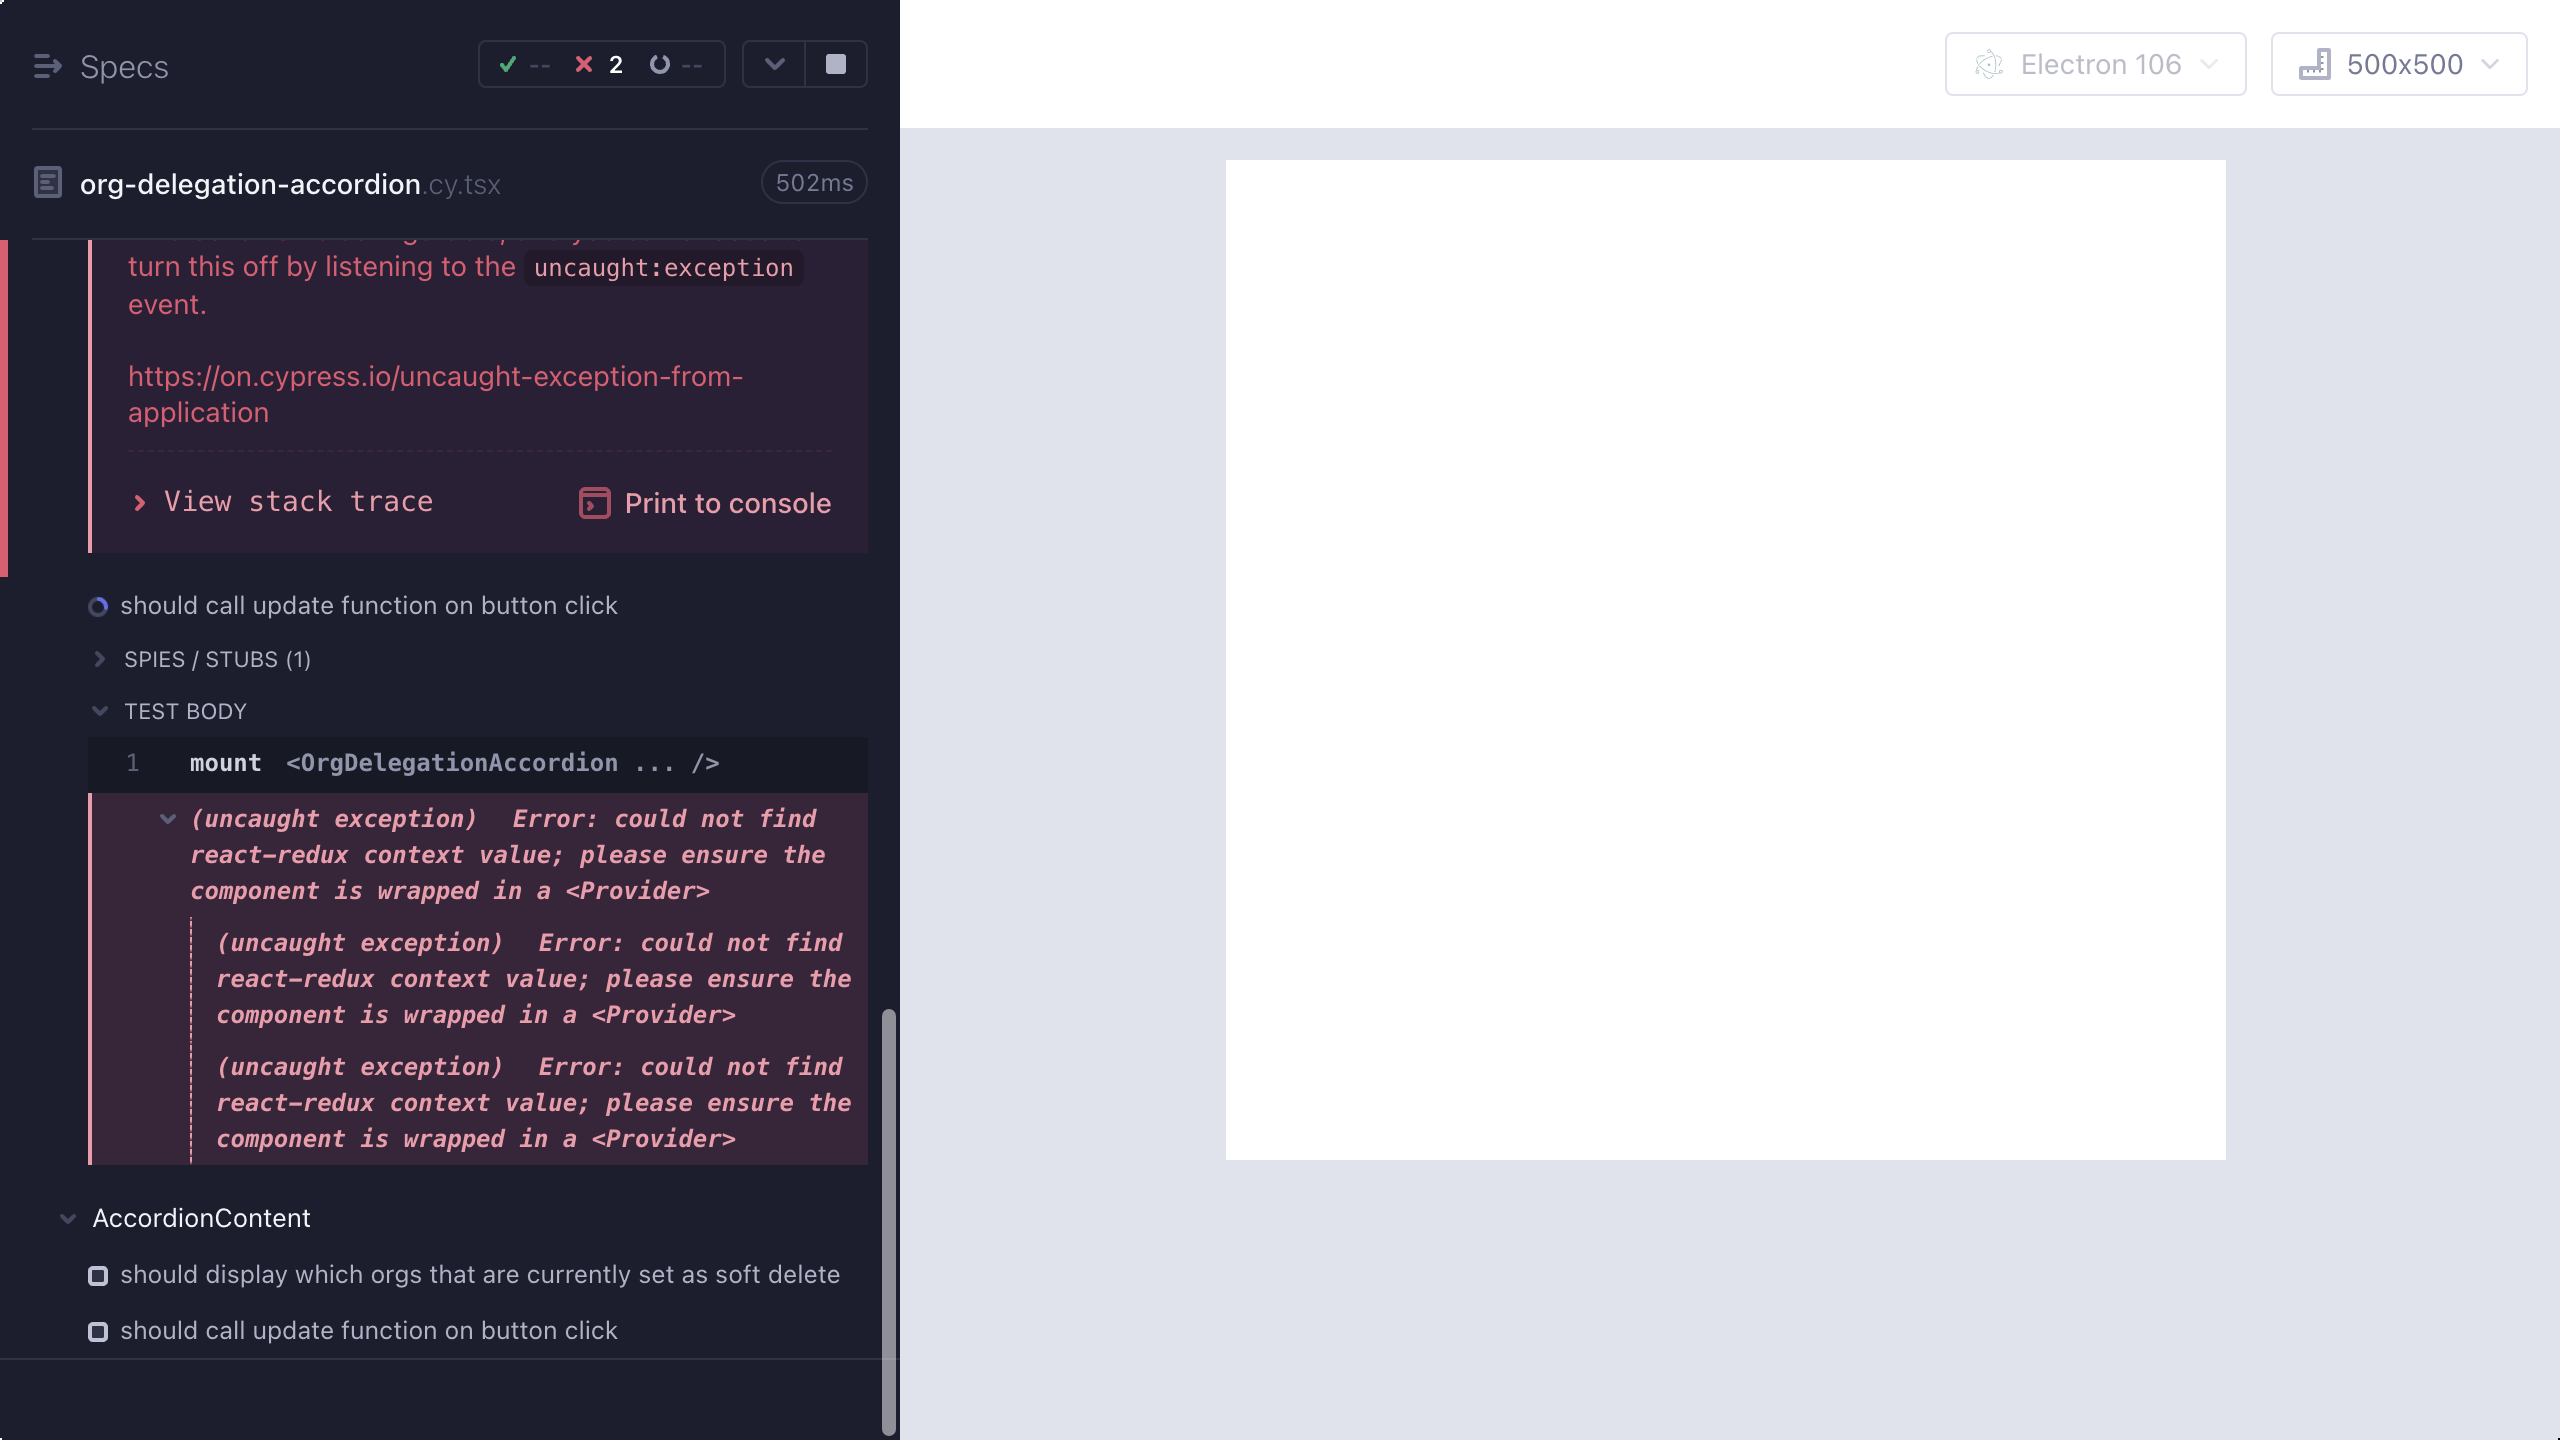 Specs
-- 2 --
Electron 106
500x500
org-delegation-accordion.cy.tsx
502ms
turn this off by listening to the uncaught:exception
event.
https://on.cypress.io/uncaught-exception-from-
application
View stack trace
Print to console
should call update function on button click
SPIES / STUBS (1)
TEST BODY
1 mount <OrgDelegationAccordion ... />
(uncaught exception) Error: could not find
react-redux context value; please ensure the
component is wrapped in a <Provider>
(uncaught exception) Error: could not find
react-redux context value; please ensure the
component is wrapped in a <Provider>
(uncaught exception) Error: could not find
react-redux context value; please ensure the
component is wrapped in a <Provider>
AccordionContent
should display which orgs that are currently set as soft delete
should call update function on button click